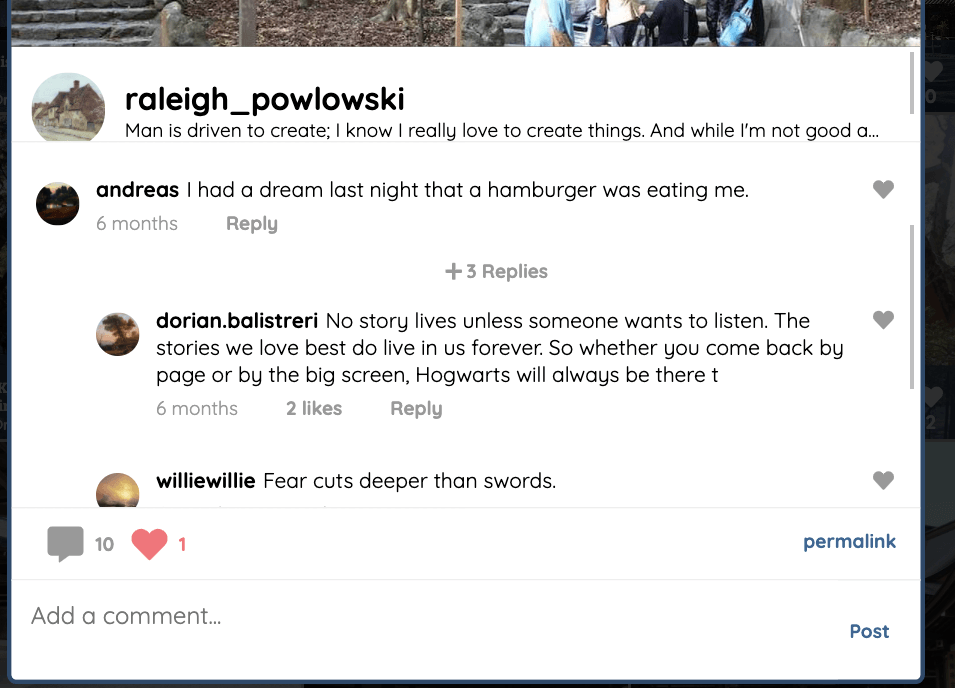 raleigh_powlowski
Man is driven to create; I know I really love to create things. And while I'm not good a...
andreas I had a dream last night that a hamburger was eating me.
6 months Reply
+ 3 Replies
dorian.balistreri No story lives unless someone wants to listen. The
stories we love best do live in us forever. So whether you come back by
page or by the big screen, Hogwarts will always be there t
6 months 2 likes Reply
williewillie Fear cuts deeper than swords.
10 1 permalink
Add a comment...
Post